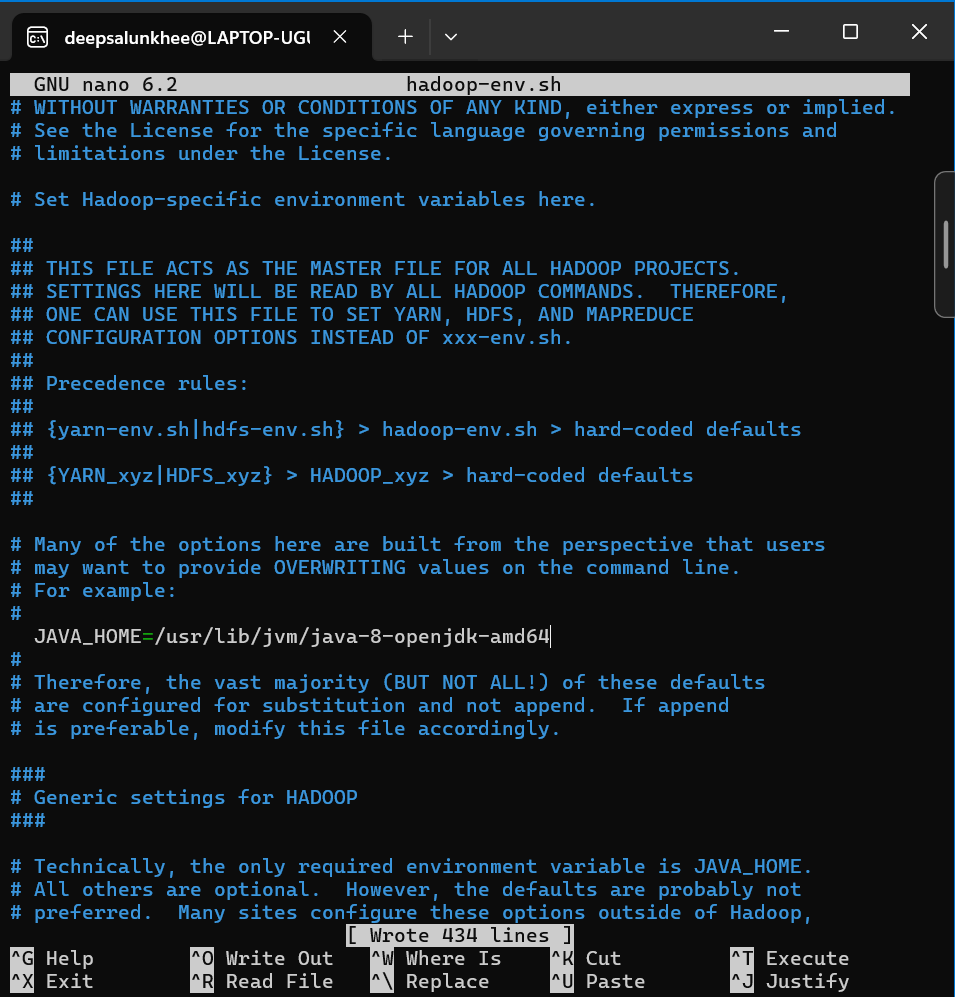 deepsalunkhee@LAPTOP-UGU
GNU nano 6.2 hadoop-env.sh
# WITHOUT WARRANTIES OR CONDITIONS OF ANY KIND, either express or implied.
# See the License for the specific language governing permissions and
# limitations under the License.
# Set Hadoop-specific environment variables here.
##
## THIS FILE ACTS AS THE MASTER FILE FOR ALL HADOOP PROJECTS.
## SETTINGS HERE WILL BE READ BY ALL HADOOP COMMANDS.  THEREFORE,
## ONE CAN USE THIS FILE TO SET YARN, HDFS, AND MAPREDUCE
## CONFIGURATION OPTIONS INSTEAD OF xxx-env.sh.
##
## Precedence rules:
##
## {yarn-env.sh|hdfs-env.sh} > hadoop-env.sh > hard-coded defaults
##
## {YARN_xyz|HDFS_xyz} > HADOOP_xyz > hard-coded defaults
##
# Many of the options here are built from the perspective that users
# may want to provide OVERWRITING values on the command line.
# For example:
#
JAVA_HOME=/usr/lib/jvm/java-8-openjdk-amd64
#
# Therefore, the vast majority (BUT NOT ALL!) of these defaults
# are configured for substitution and not append.  If append
# is preferable, modify this file accordingly.
###
# Generic settings for HADOOP
###
# Technically, the only required environment variable is JAVA_HOME.
# All others are optional.  However, the defaults are probably not
# preferred.  Many sites configure these options outside of Hadoop,
[ Wrote 434 lines ]
^G Help ^O Write Out ^W Where Is ^K Cut ^T Execute
^X Exit ^R Read File ^\ Replace ^U Paste ^J Justify